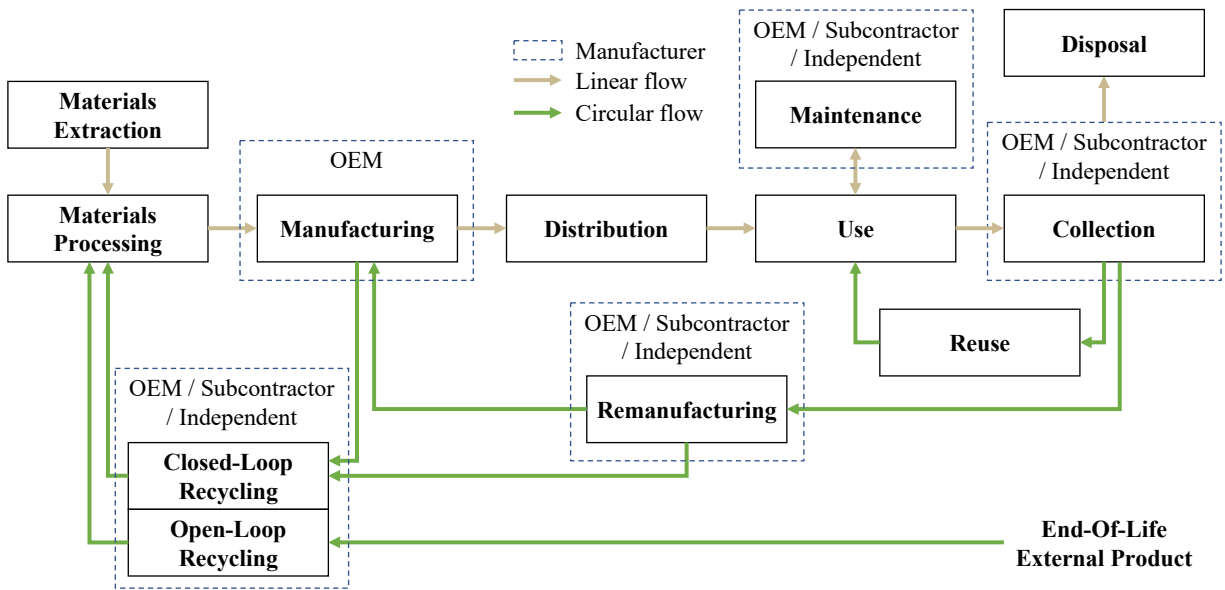 OEM / Subcontractor
/ Independent
Disposal
Manufacturer
Linear flow
Circular flow
Materials
Extraction
Maintenance
OEM
OEM / Subcontractor
/ Independent
Materials
Processing
Manufacturing
Distribution
Use
Collection
OEM / Subcontractor
/ Independent
Reuse
Remanufacturing
OEM / Subcontractor
/ Independent
Closed-Loop
Recycling
Open-Loop
Recycling
End-Of-Life
External Product